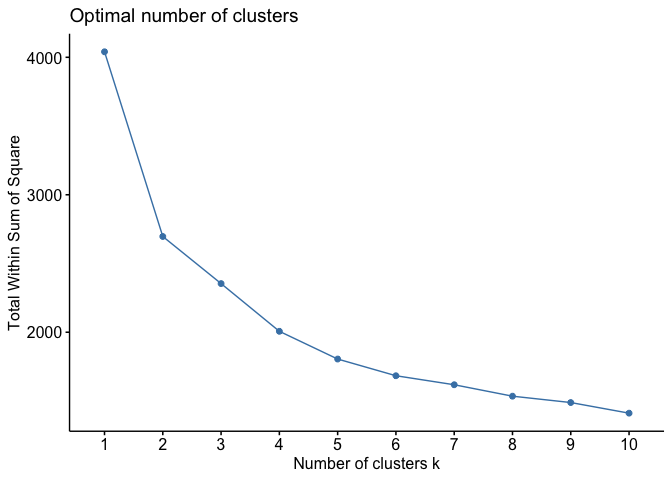 Optimal number of clusters
4000
3000
2000
Total Within Sum of Square
1 2 3 4 5 6 7 8 9 10
Number of clusters k